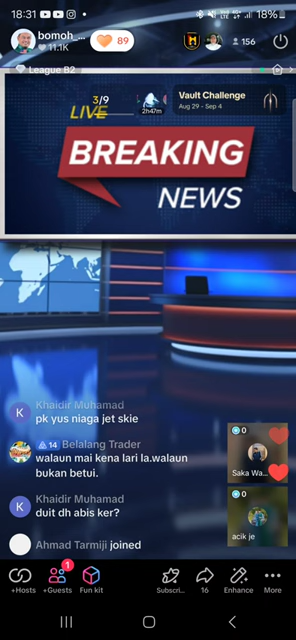 18:31
18%
bomoh_...
11.1K
89
156
League B2
3/9
2h47m
Vault Challenge
Aug 29 - Sep 4
LIVE
BREAKING
NEWS
Khaidir Muhamad
pk yus niaga jet skie
14 Belalang Trader
walaun mai kena lari la.walaun
bukan betui.
Khaidir Muhamad
duit dh abis ker?
Ahmad Tarmiji joined
0
Saka Wa...
0
acik je
1
+Hosts
+Guests
Fun kit
Subscri...
16
Enhance
More